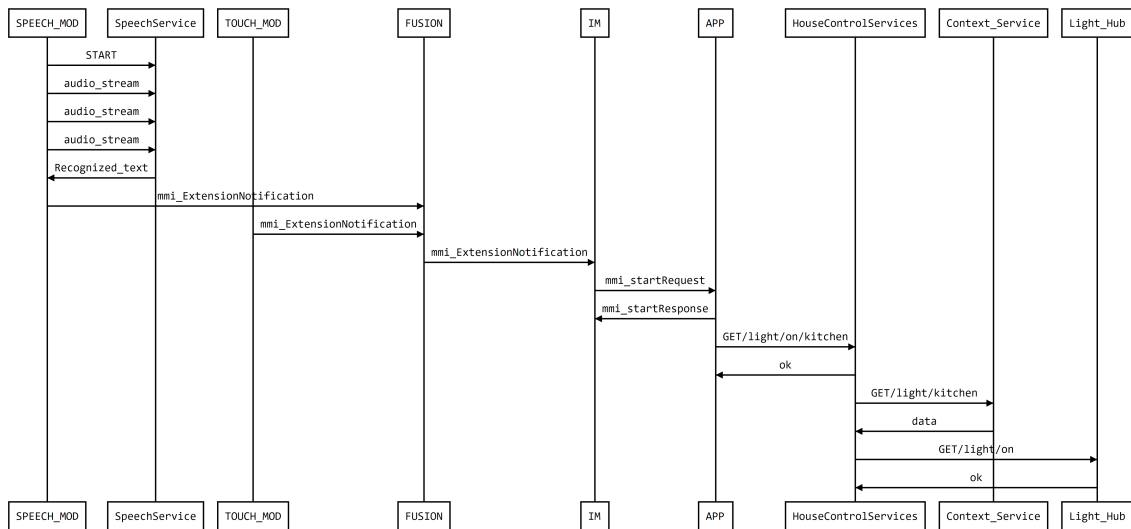 SPEECH_MOD SpeechService TOUCH_MOD FUSION IM APP HouseControlServices Context_Service Light_Hub
START
audio_stream
audio_stream
audio_stream
Recognized_text
mmi_ExtensionNotification
mmi_ExtensionNotification
mmi_ExtensionNotification
mmi_startRequest
mmi_startResponse
GET/light/on/kitchen
ok
GET/light/kitchen
data
GET/light/on
ok
SPEECH_MOD SpeechService TOUCH_MOD FUSION IM APP HouseControlServices Context_Service Light_Hub